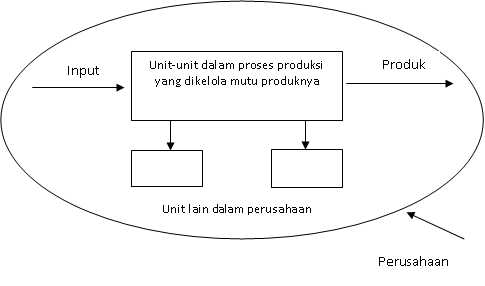 Unit-unit dalam proses produksi
yang dikelola mutu produknya
Input
Produk
Unit lain dalam perusahaan
Perusahaan